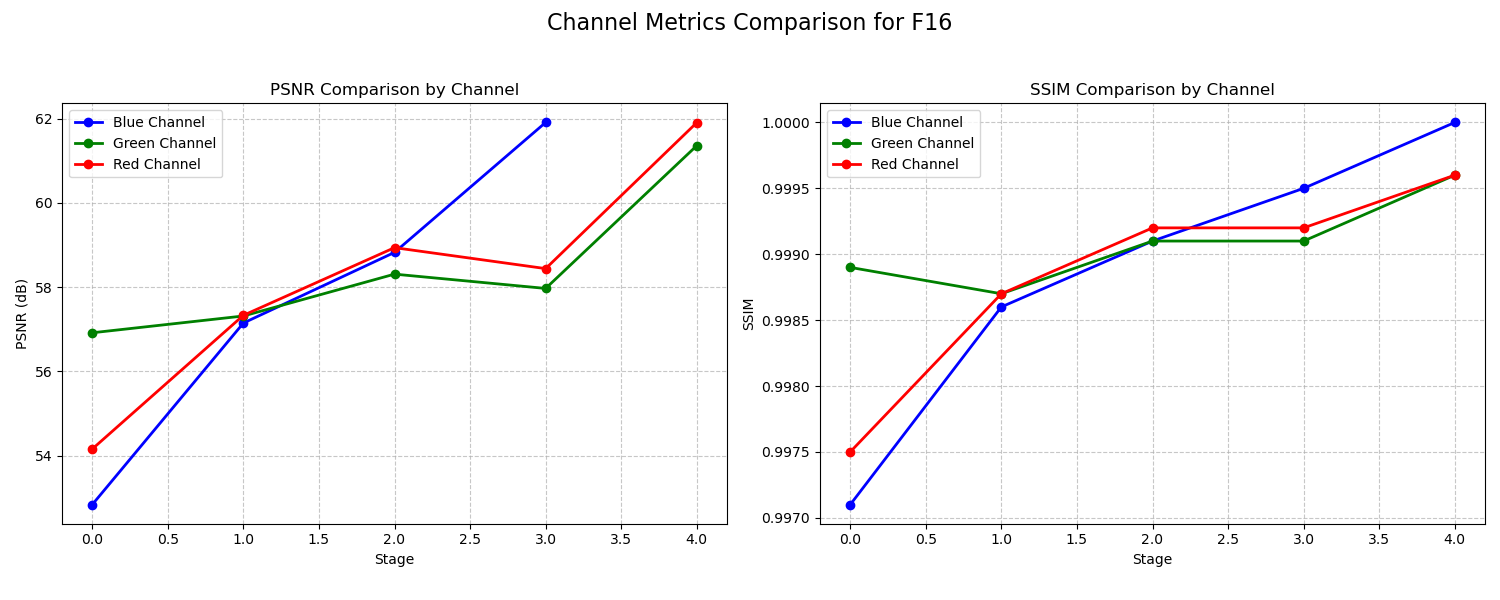 Channel Metrics Comparison for F16
PSNR Comparison by Channel
Blue Channel
Green Channel
Red Channel
PSNR (dB)
62
60
58
56
54
0.0 0.5 1.0 1.5 2.0 2.5 3.0 3.5 4.0
Stage
SSIM Comparison by Channel
Blue Channel
Green Channel
Red Channel
SSIM
1.0000
0.9995
0.9990
0.9985
0.9980
0.9975
0.9970
0.0 0.5 1.0 1.5 2.0 2.5 3.0 3.5 4.0
Stage